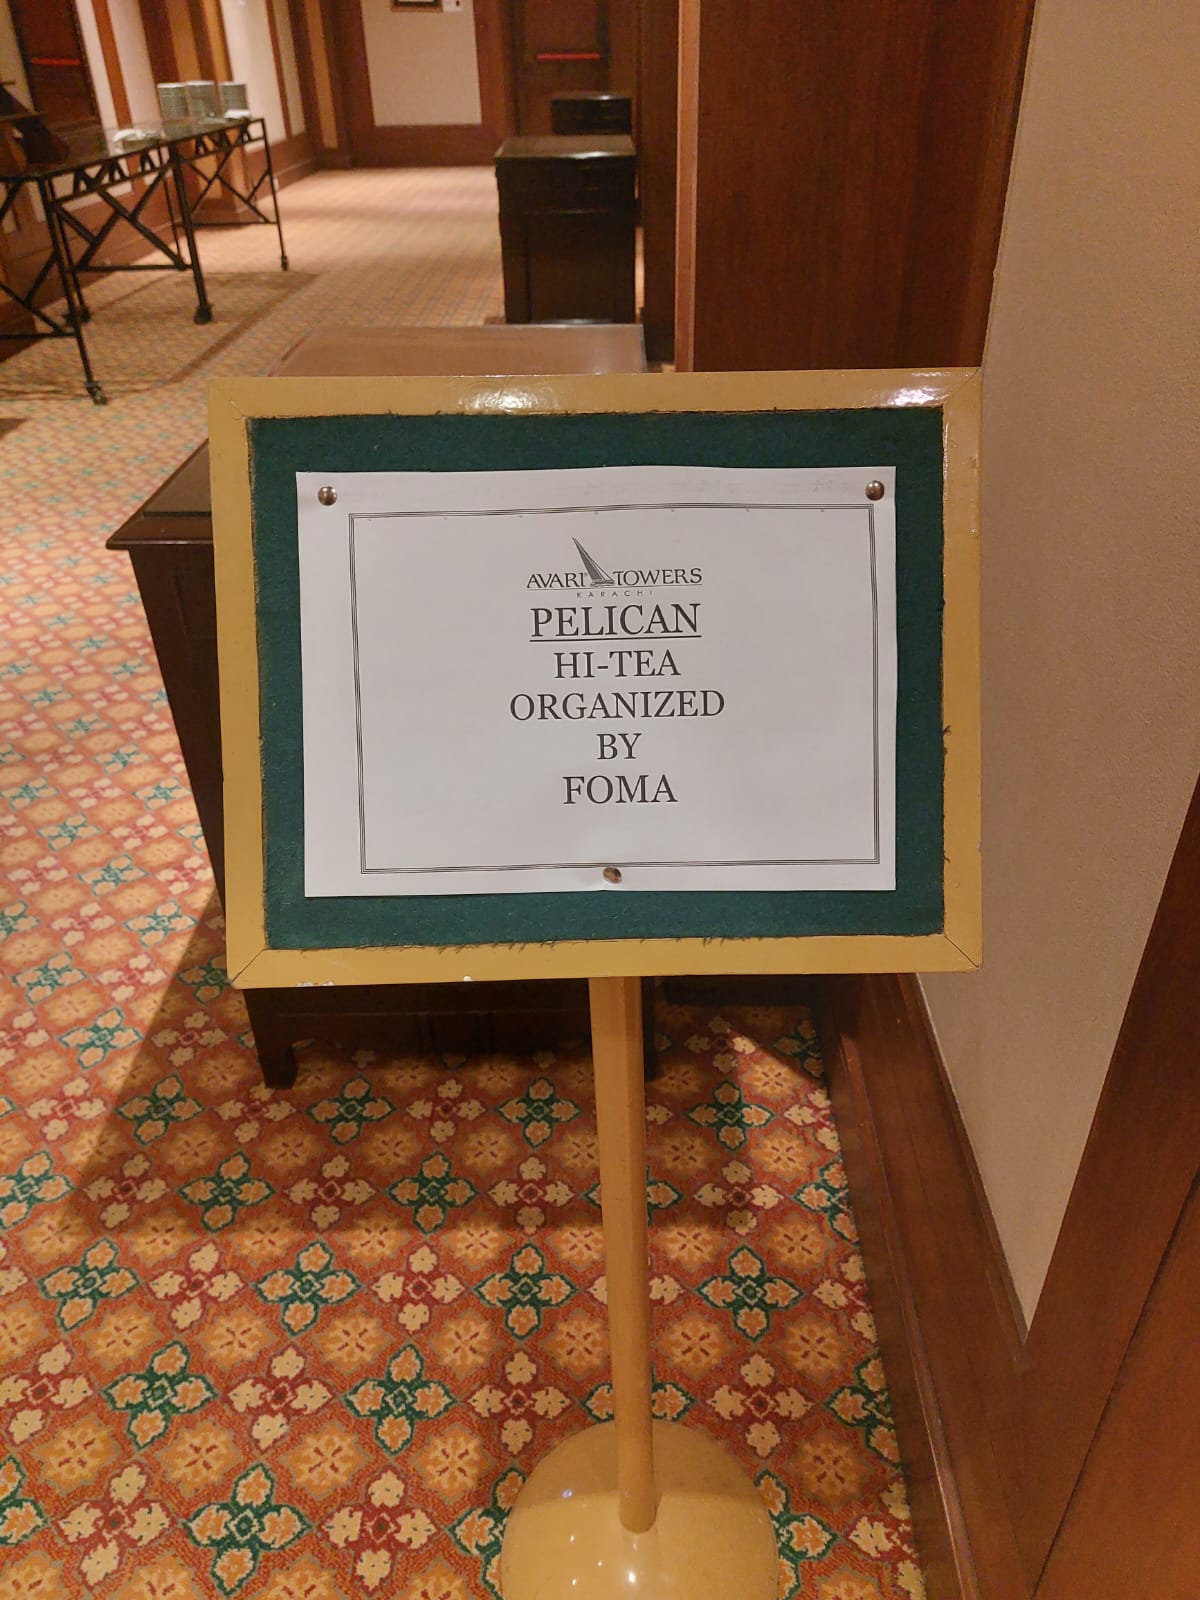 AVARI TOWERS
KARACHI
PELICAN
HI-TEA
ORGANIZED
BY
FOMA